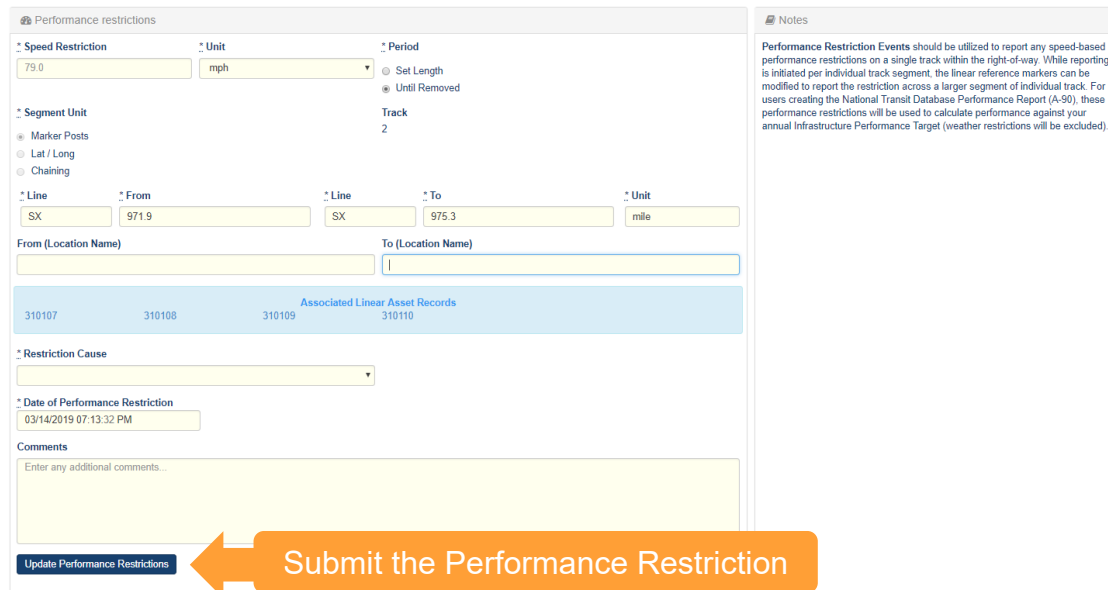 Performance restrictions
* Speed Restriction * Unit * Period
79.0 mph Set Length
Until Removed
* Segment Unit Track
Marker Posts 2
Lat / Long
Chaining
* Line * From * Line * To * Unit
SX 971.9 SX 975.3 mile
From (Location Name) To (Location Name)
Associated Linear Asset Records
310107 310108 310109 310110
* Restriction Cause
* Date of Performance Restriction
03/14/2019 07:13:32 PM
Comments
Enter any additional comments...
Update Performance Restrictions
Submit the Performance Restriction
Notes
Performance Restriction Events should be utilized to report any speed-based
performance restrictions on a single track within the right-of-way. While reporting
is initiated per individual track segment, the linear reference markers can be
modified to report the restriction across a larger segment of individual track. For
users creating the National Transit Database Performance Report (A-90), these
performance restrictions will be used to calculate performance against your
annual Infrastructure Performance Target (weather restrictions will be excluded).